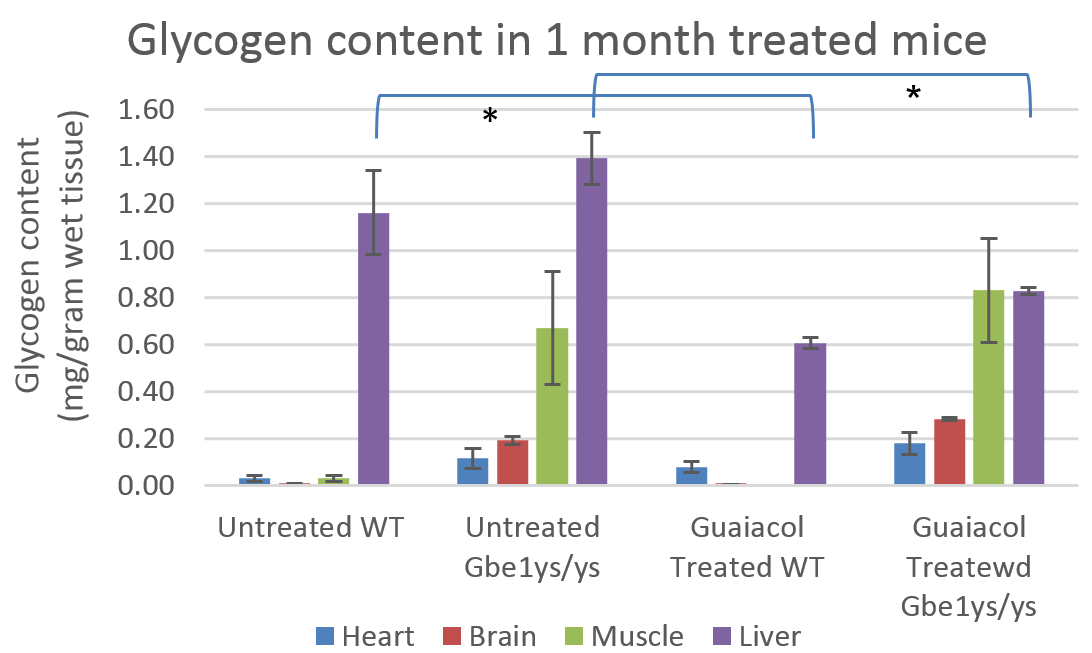 Glycogen content in 1 month treated mice
*
*
Glycogen content
(mg/gram wet tissue)
1.60
1.40
1.20
1.00
0.80
0.60
0.40
0.20
0.00
Untreated WT
Untreated
Gbe1ys/ys
Guaiacol
Treated WT
Guaiacol
Treatewd
Gbe1ys/ys
Heart Brain Muscle Liver